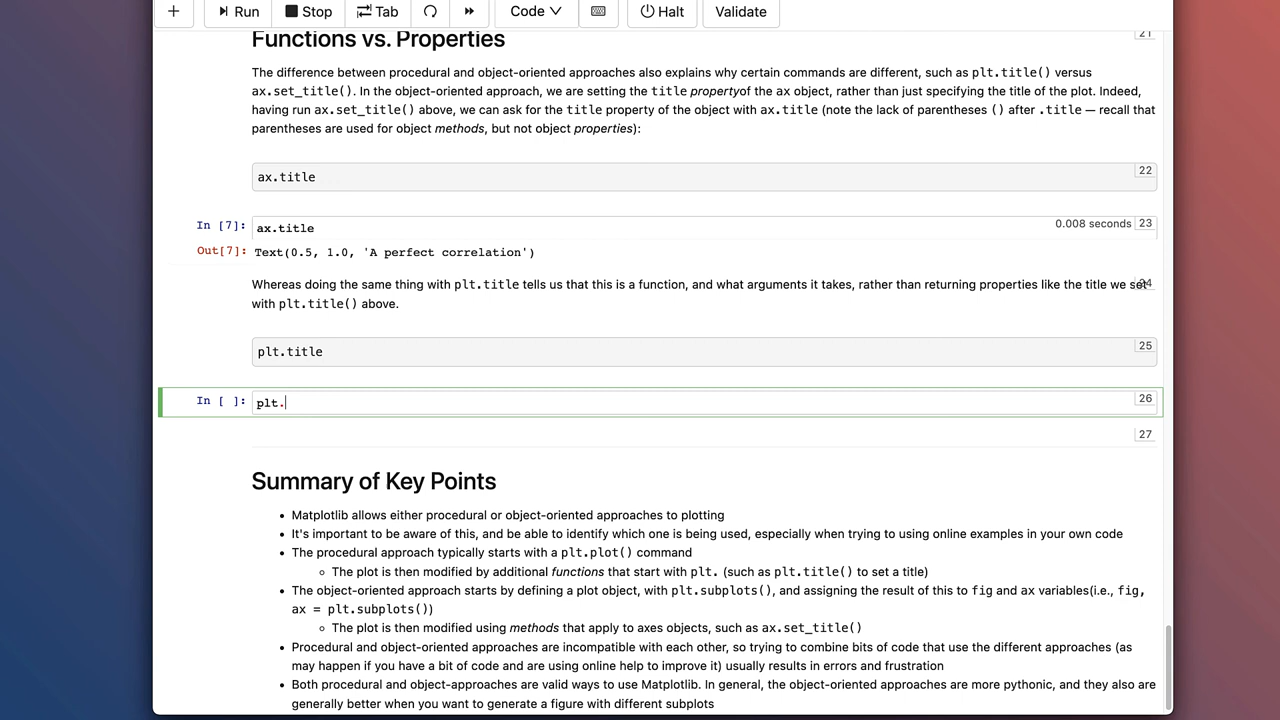 + Run Stop Tab Code Halt Validate
Functions vs. Properties 21
The difference between procedural and object-oriented approaches also explains why certain commands are different, such as plt.title() versus
ax.set_title(). In the object-oriented approach, we are setting the title propertyof the ax object, rather than just specifying the title of the plot. Indeed,
having run ax.set_title() above, we can ask for the title property of the object with ax.title (note the lack of parentheses () after .title — recall that
parentheses are used for object methods, but not object properties):
ax.title 22
In [7]: ax.title 0.008 seconds 23
Out[7]: Text(0.5, 1.0, 'A perfect correlation')
Whereas doing the same thing with plt.title tells us that this is a function, and what arguments it takes, rather than returning properties like the title we set 24
with plt.title() above.
plt.title 25
In [ ]: plt. 26
27
Summary of Key Points
• Matplotlib allows either procedural or object-oriented approaches to plotting
• It's important to be aware of this, and be able to identify which one is being used, especially when trying to using online examples in your own code
• The procedural approach typically starts with a plt.plot() command
◦ The plot is then modified by additional functions that start with plt. (such as plt.title() to set a title)
• The object-oriented approach starts by defining a plot object, with plt.subplots(), and assigning the result of this to fig and ax variables(i.e., fig,
ax = plt.subplots())
◦ The plot is then modified using methods that apply to axes objects, such as ax.set_title()
• Procedural and object-oriented approaches are incompatible with each other, so trying to combine bits of code that use the different approaches (as
may happen if you have a bit of code and are using online help to improve it) usually results in errors and frustration
• Both procedural and object-approaches are valid ways to use Matplotlib. In general, the object-oriented approaches are more pythonic, and they also are
generally better when you want to generate a figure with different subplots